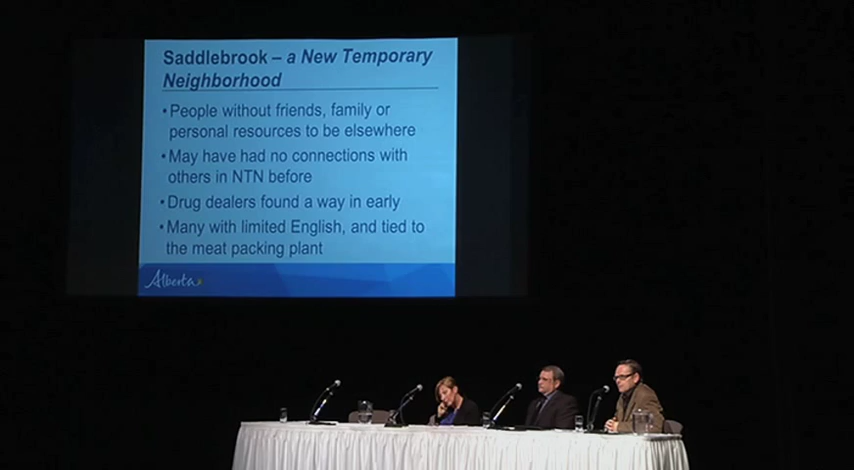 Saddlebrook – a New Temporary
Neighborhood
• People without friends, family or
personal resources to be elsewhere
• May have had no connections with
others in NTN before
• Drug dealers found a way in early
• Many with limited English, and tied to
the meat packing plant
Alberta